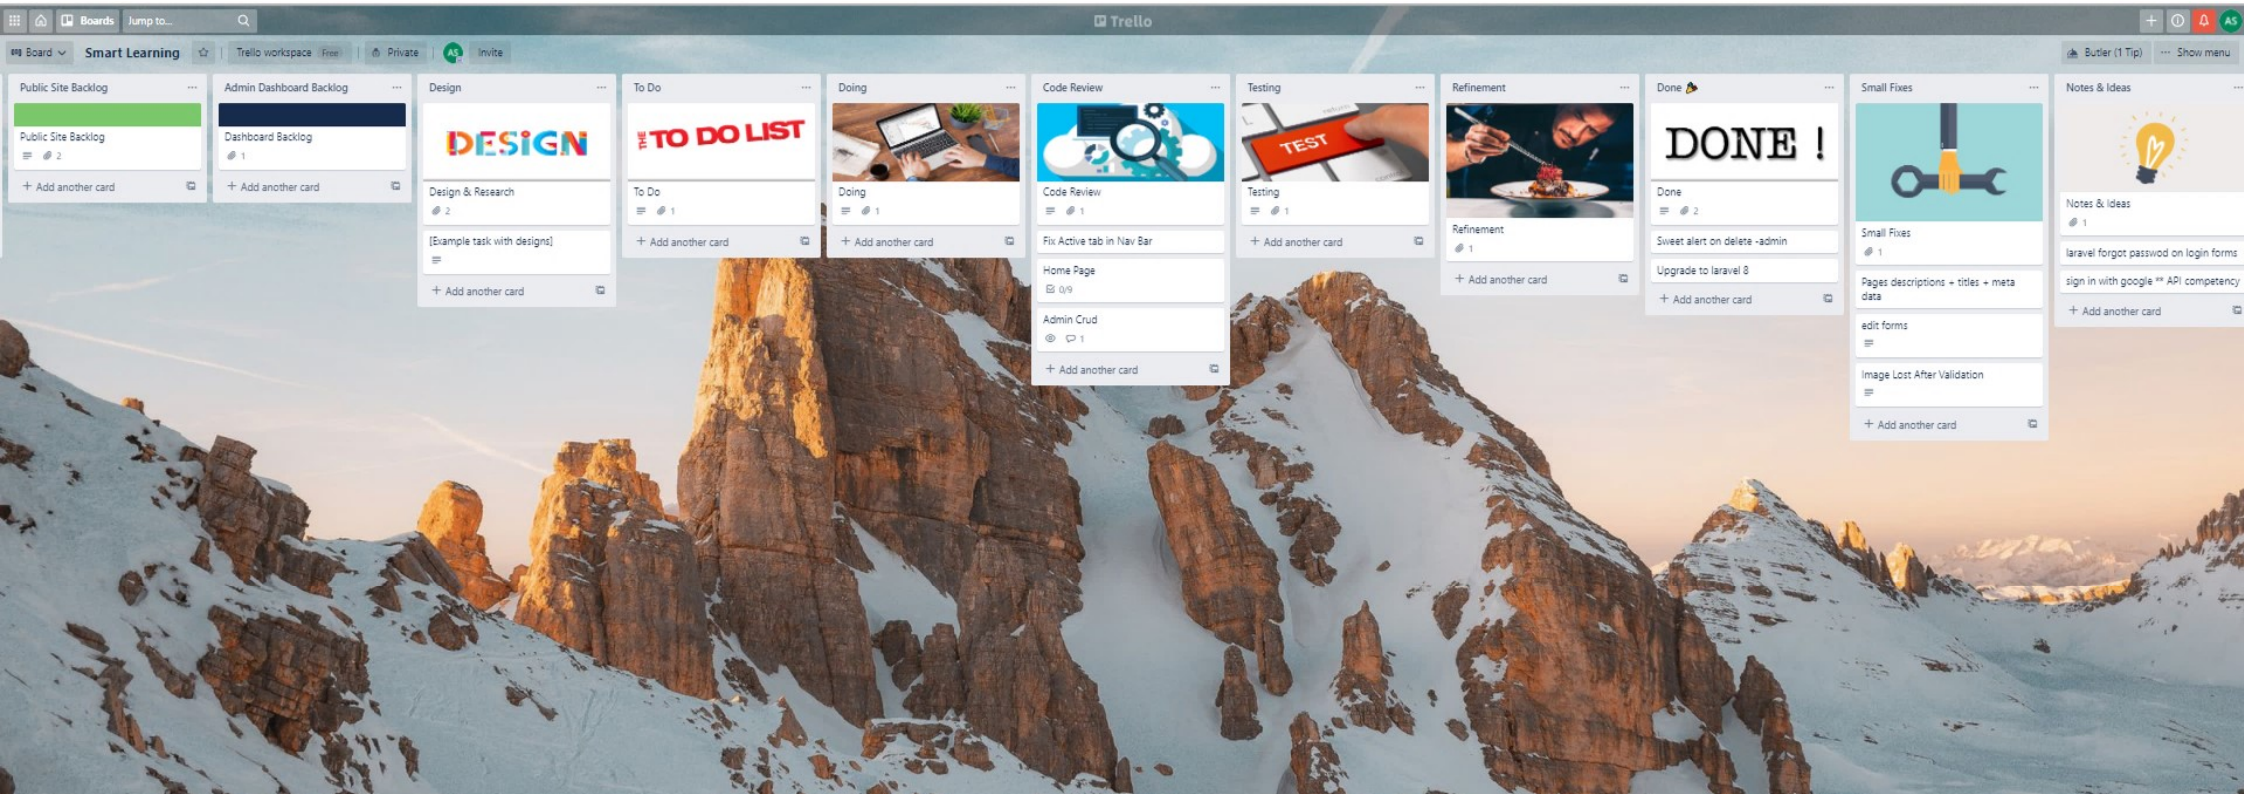 Boards
Jump to...
Trello
AS
Board
Smart Learning
Trello workspace Free
Private
AS
Invite
Butler (1 Tip)
Show menu
Public Site Backlog
Public Site Backlog
2
+ Add another card
Admin Dashboard Backlog
Dashboard Backlog
1
+ Add another card
Design
DESiGN
Design & Research
2
[Example task with designs]
+ Add another card
To Do
THE TO DO LIST
To Do
1
+ Add another card
Doing
Doing
1
+ Add another card
Code Review
Code Review
1
Fix Active tab in Nav Bar
Home Page
0/9
Admin Crud
1
+ Add another card
Testing
TEST
Testing
1
+ Add another card
Refinement
Refinement
1
+ Add another card
Done 🎉
DONE !
Done
2
Sweet alert on delete -admin
Upgrade to laravel 8
+ Add another card
Small Fixes
Small Fixes
1
Pages descriptions + titles + meta
data
edit forms
Image Lost After Validation
+ Add another card
Notes & Ideas
Notes & Ideas
1
laravel forgot passwod on login forms
sign in with google ** API competency
+ Add another card